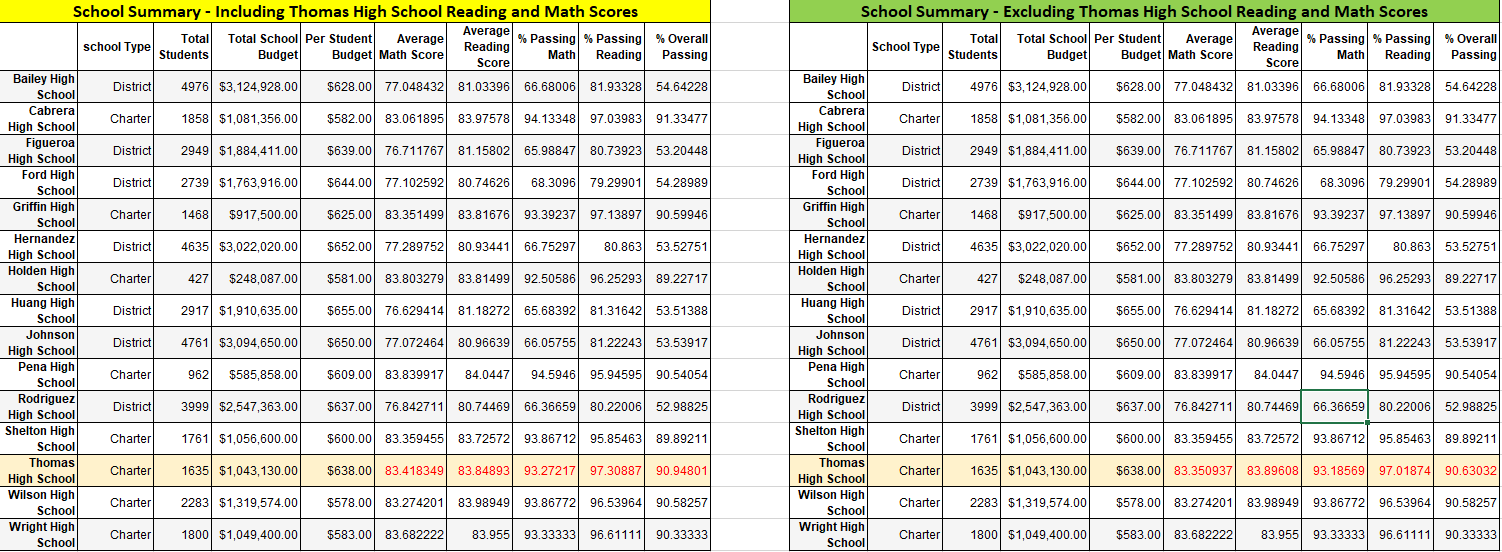 School Summary - Including Thomas High School Reading and Math Scores
school Type Total Students Total School Budget Per Student Budget Average Math Score Average Reading Score % Passing Math % Passing Reading % Overall Passing
Bailey High School District 4976 $3,124,928.00 $628.00 77.048432 81.03396 66.68006 81.93328 54.64228
Cabrera High School Charter 1858 $1,081,356.00 $582.00 83.061895 83.97578 94.13348 97.03983 91.33477
Figueroa High School District 2949 $1,884,411.00 $639.00 76.711767 81.15802 65.98847 80.73923 53.20448
Ford High School District 2739 $1,763,916.00 $644.00 77.102592 80.74626 68.3096 79.29901 54.28989
Griffin High School Charter 1468 $917,500.00 $625.00 83.351499 83.81676 93.39237 97.13897 90.59946
Hernandez High School District 4635 $3,022,020.00 $652.00 77.289752 80.93441 66.75297 80.863 53.52751
Holden High School Charter 427 $248,087.00 $581.00 83.803279 83.81499 92.50586 96.25293 89.22717
Huang High School District 2917 $1,910,635.00 $655.00 76.629414 81.18272 65.68392 81.31642 53.51388
Johnson High School District 4761 $3,094,650.00 $650.00 77.072464 80.96639 66.05755 81.22243 53.53917
Pena High School Charter 962 $585,858.00 $609.00 83.839917 84.0447 94.5946 95.94595 90.54054
Rodriguez High School District 3999 $2,547,363.00 $637.00 76.842711 80.74469 66.36659 80.22006 52.98825
Shelton High School Charter 1761 $1,056,600.00 $600.00 83.359455 83.72572 93.86712 95.85463 89.89211
Thomas High School Charter 1635 $1,043,130.00 $638.00 83.418349 83.84893 93.27217 97.30887 90.94801
Wilson High School Charter 2283 $1,319,574.00 $578.00 83.274201 83.98949 93.86772 96.53964 90.58257
Wright High School Charter 1800 $1,049,400.00 $583.00 83.682222 83.955 93.33333 96.61111 90.33333
School Summary - Excluding Thomas High School Reading and Math Scores
School Type Total Students Total School Budget Per Student Budget Average Math Score Average Reading Score % Passing Math % Passing Reading % Overall Passing
Bailey High School District 4976 $3,124,928.00 $628.00 77.048432 81.03396 66.68006 81.93328 54.64228
Cabrera High School Charter 1858 $1,081,356.00 $582.00 83.061895 83.97578 94.13348 97.03983 91.33477
Figueroa High School District 2949 $1,884,411.00 $639.00 76.711767 81.15802 65.98847 80.73923 53.20448
Ford High School District 2739 $1,763,916.00 $644.00 77.102592 80.74626 68.3096 79.29901 54.28989
Griffin High School Charter 1468 $917,500.00 $625.00 83.351499 83.81676 93.39237 97.13897 90.59946
Hernandez High School District 4635 $3,022,020.00 $652.00 77.289752 80.93441 66.75297 80.863 53.52751
Holden High School Charter 427 $248,087.00 $581.00 83.803279 83.81499 92.50586 96.25293 89.22717
Huang High School District 2917 $1,910,635.00 $655.00 76.629414 81.18272 65.68392 81.31642 53.51388
Johnson High School District 4761 $3,094,650.00 $650.00 77.072464 80.96639 66.05755 81.22243 53.53917
Pena High School Charter 962 $585,858.00 $609.00 83.839917 84.0447 94.5946 95.94595 90.54054
Rodriguez High School District 3999 $2,547,363.00 $637.00 76.842711 80.74469 66.36659 80.22006 52.98825
Shelton High School Charter 1761 $1,056,600.00 $600.00 83.359455 83.72572 93.86712 95.85463 89.89211
Thomas High School Charter 1635 $1,043,130.00 $638.00 83.350937 83.89608 93.18569 97.01874 90.63032
Wilson High School Charter 2283 $1,319,574.00 $578.00 83.274201 83.98949 93.86772 96.53964 90.58257
Wright High School Charter 1800 $1,049,400.00 $583.00 83.682222 83.955 93.33333 96.61111 90.33333